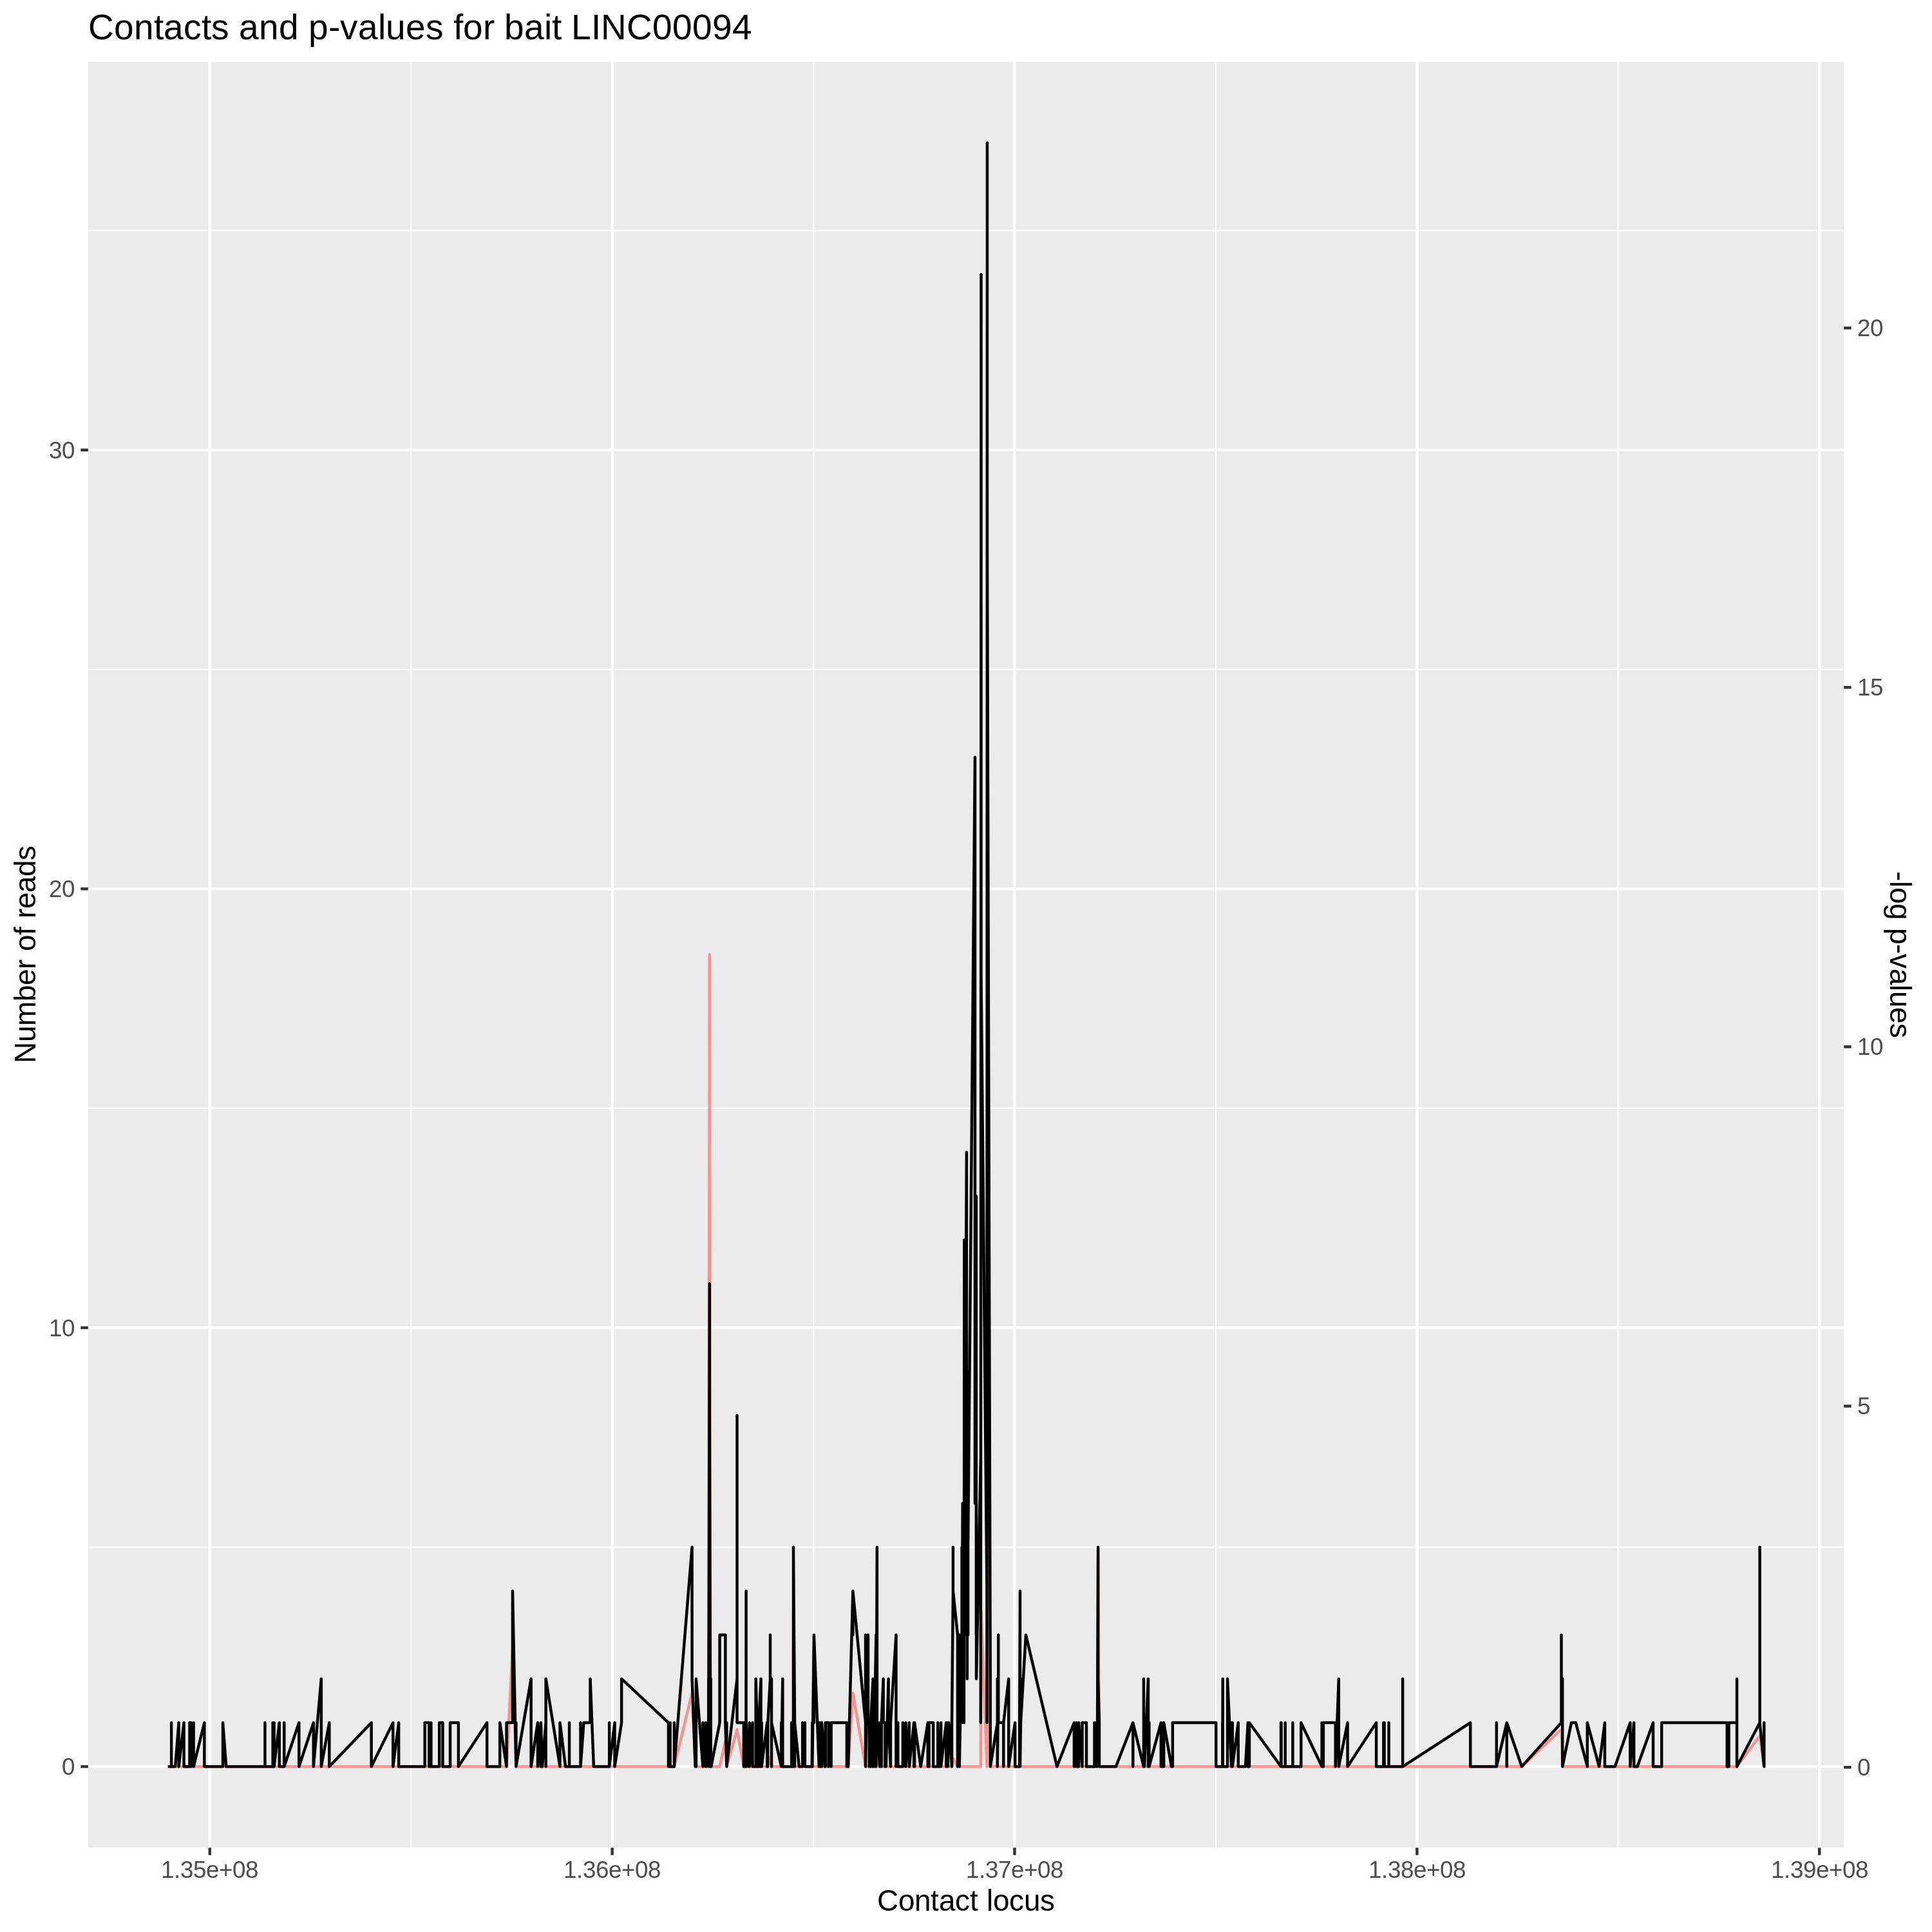 Contacts and p-values for bait LINC00094
Number of reads
30
20
10
0
20
15
10
5
0
-log p-values
1.35e+08 1.36e+08 1.37e+08 1.38e+08 1.39e+08
Contact locus